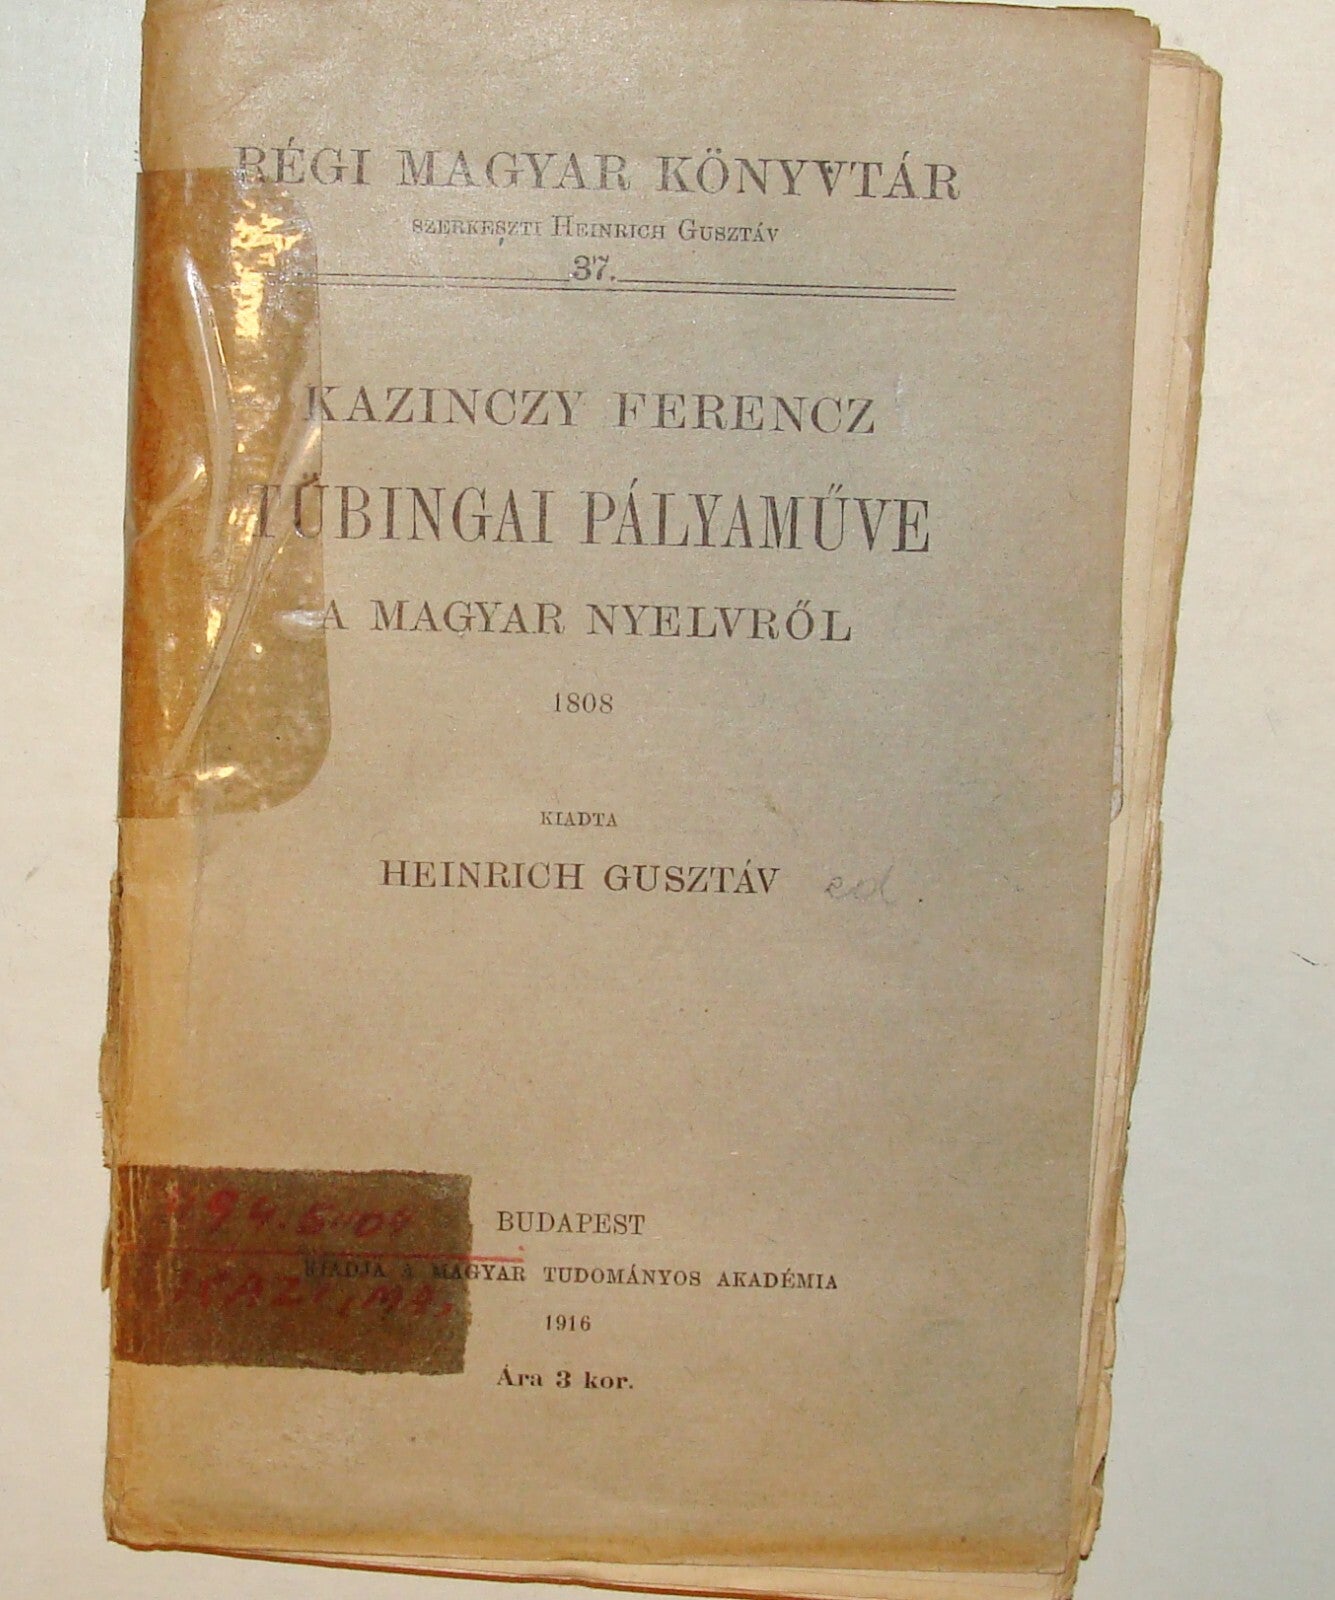 RÉGI MAGYAR KÖNYVTÁR
SZERKESZTI HEINRICH GUSZTÁV
37.
KAZINCZY FERENCZ
TÜBINGAI PÁLYAMŰVE
A MAGYAR NYELVRŐL
1808
KIADTA
HEINRICH GUSZTÁV ed.
BUDAPEST
KIADJA A MAGYAR TUDOMÁNYOS AKADÉMIA
1916
Ára 3 kor.